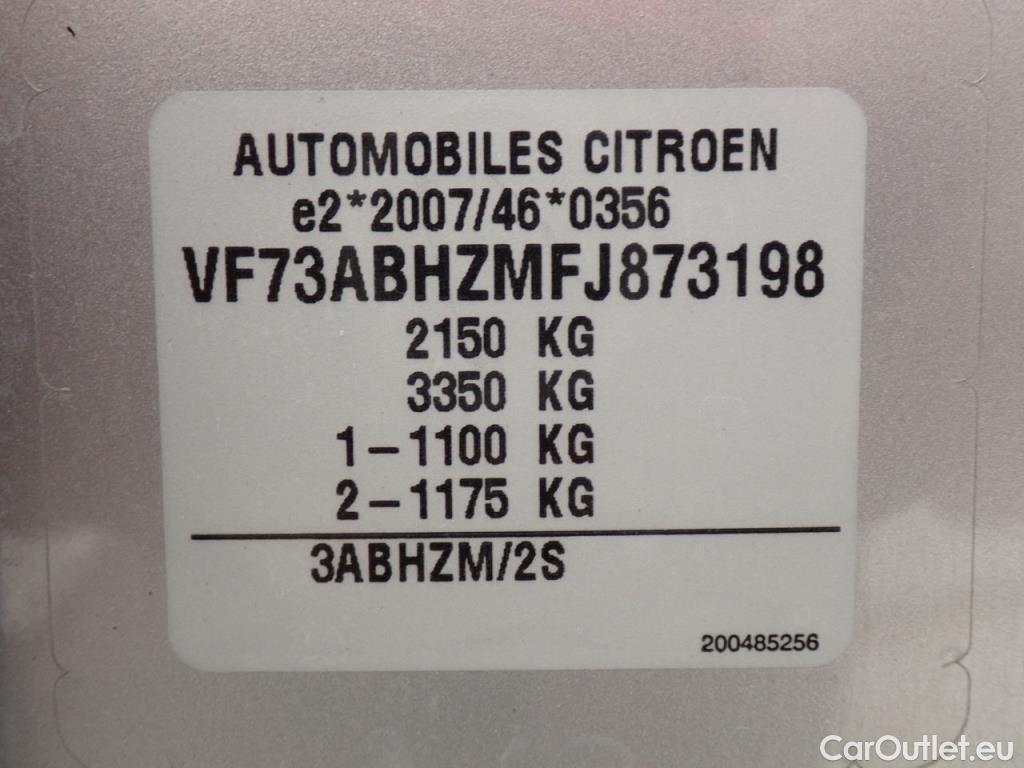 AUTOMOBILES CITROEN
e2*2007/46*0356
VF73ABHZMFJ873198
2150 KG
3350 KG
1-1100 KG
2-1175 KG
3ABHZM/2S
200485256
CarOutlet.eu